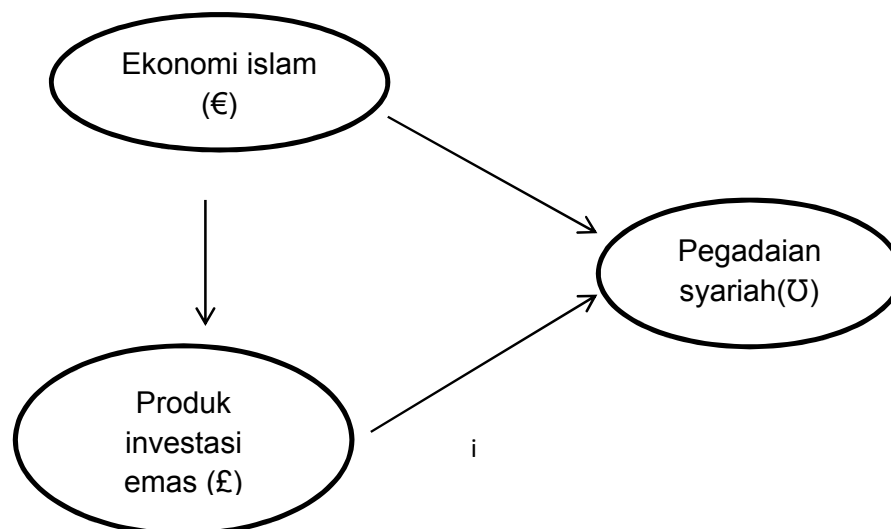 Ekonomi islam
(€)
Pegadaian
syariah(Ʊ)
Produk
investasi
emas (£)
i